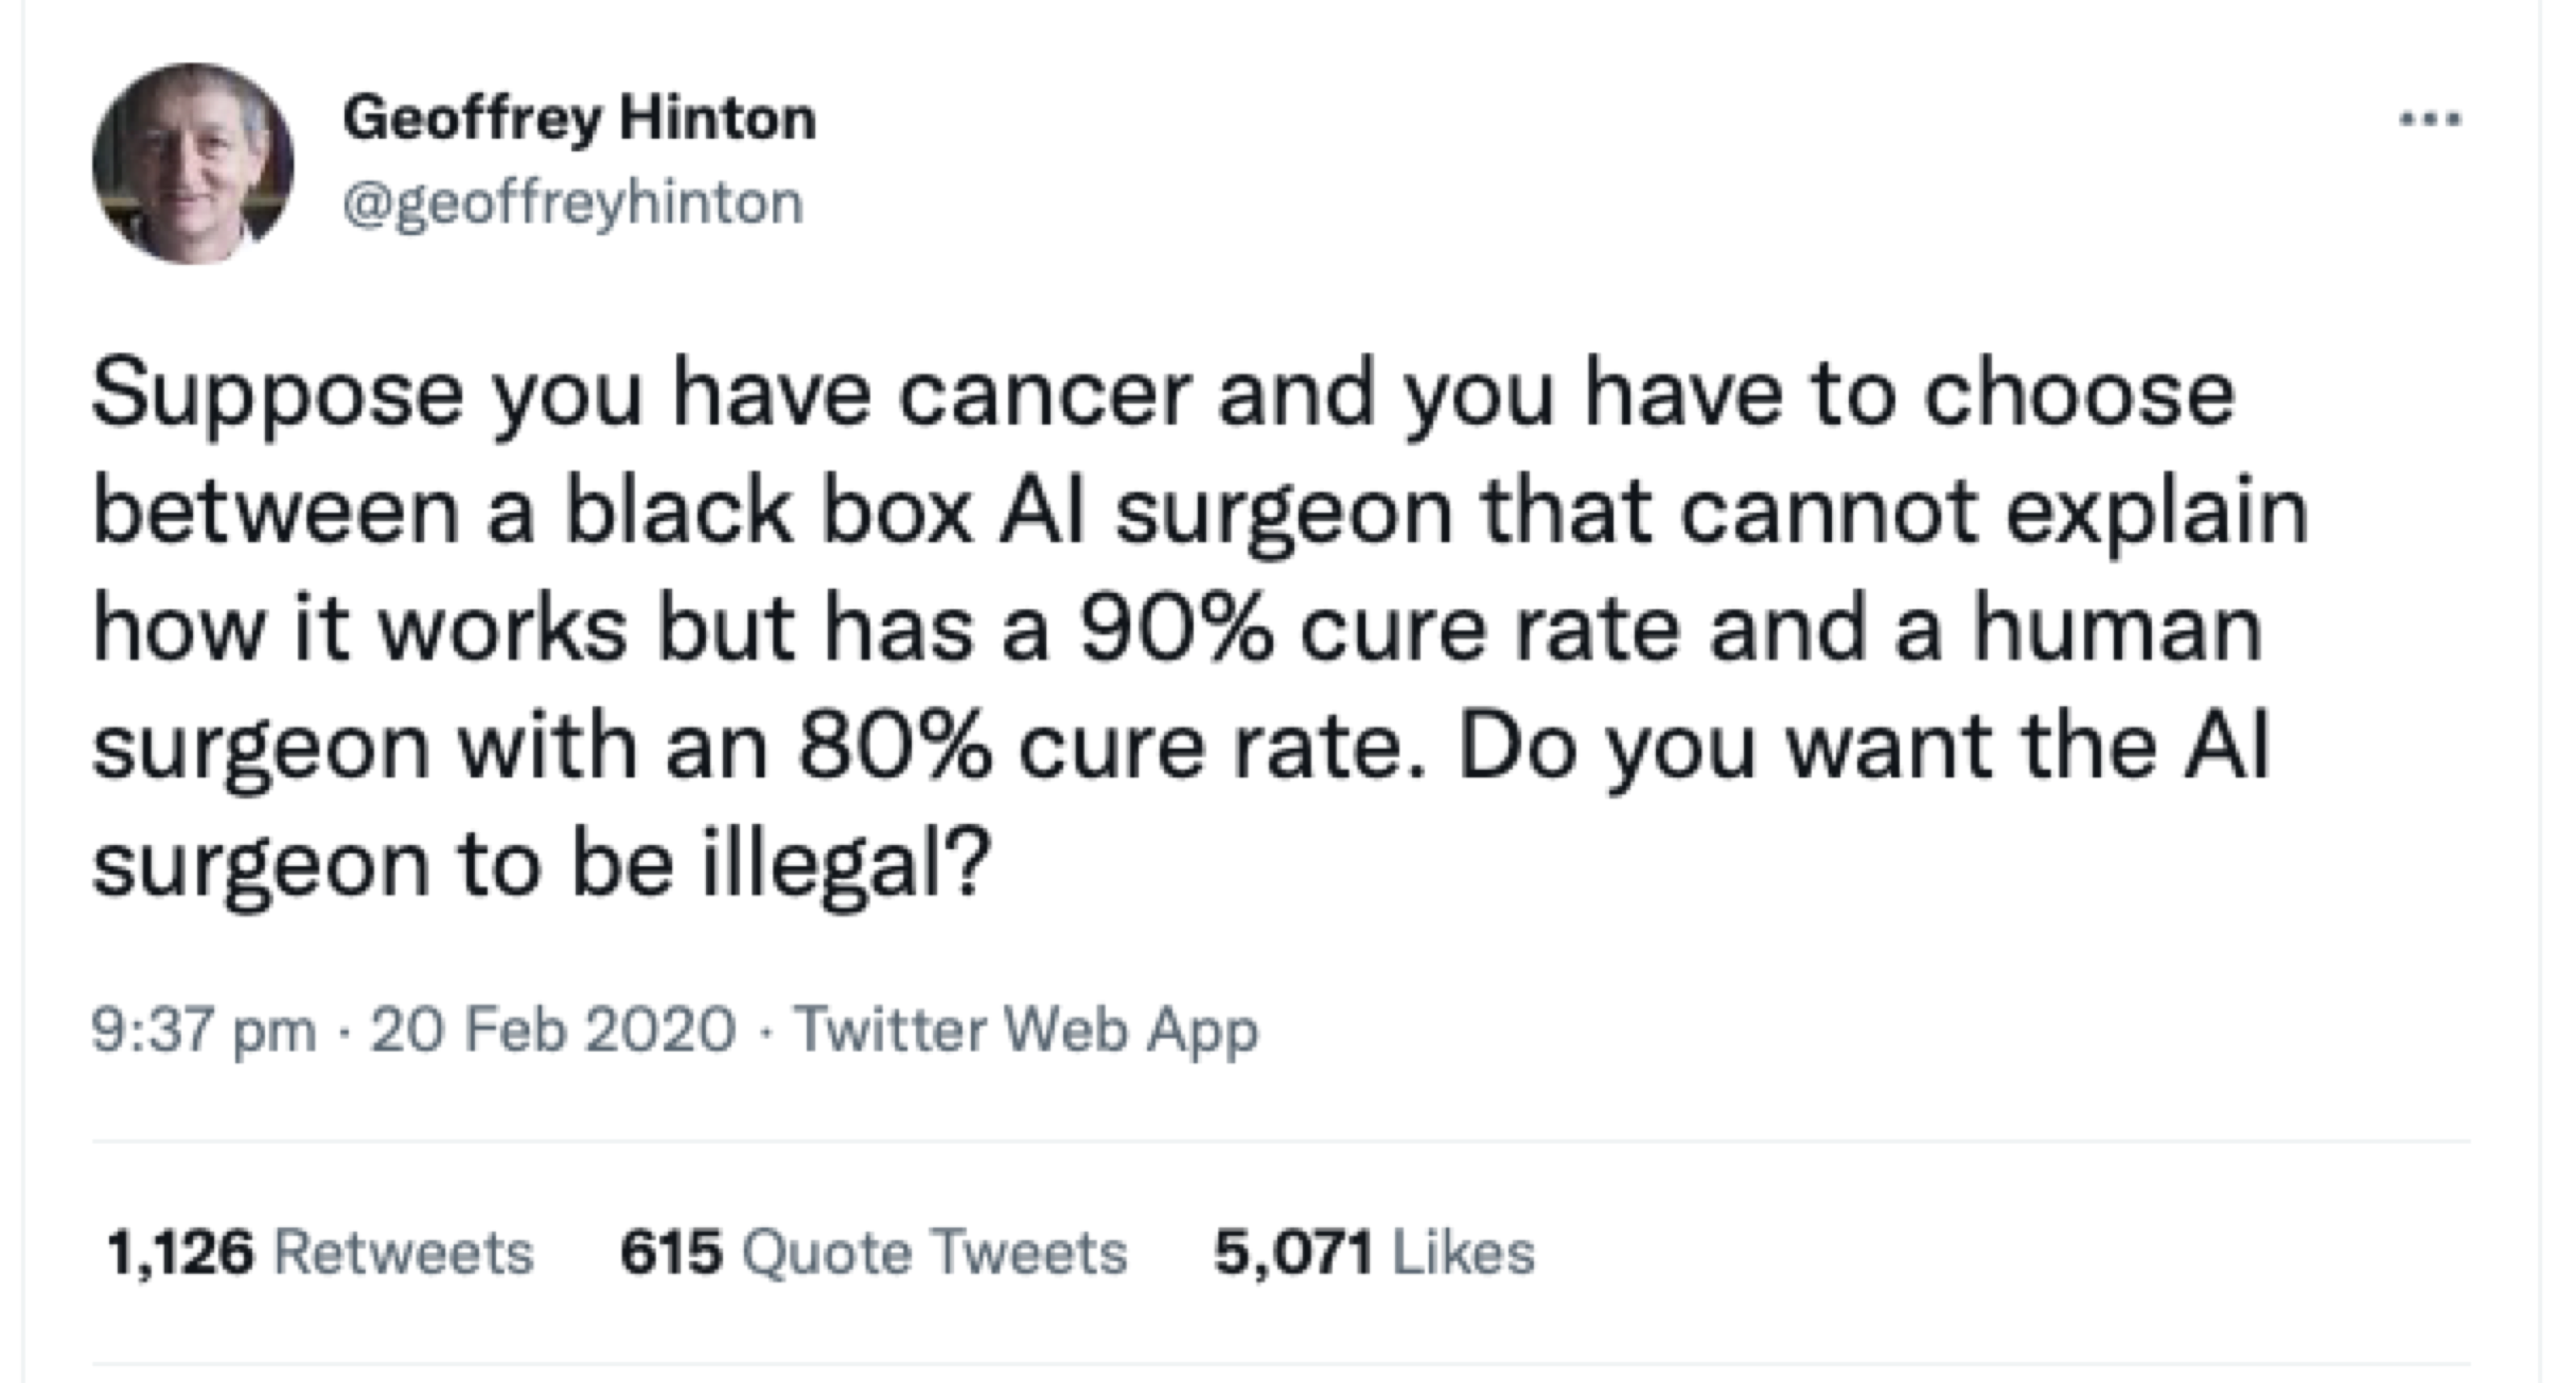 Geoffrey Hinton
@geoffreyhinton
Suppose you have cancer and you have to choose
between a black box AI surgeon that cannot explain
how it works but has a 90% cure rate and a human
surgeon with an 80% cure rate. Do you want the AI
surgeon to be illegal?
9:37 pm · 20 Feb 2020 · Twitter Web App
1,126 Retweets 615 Quote Tweets 5,071 Likes